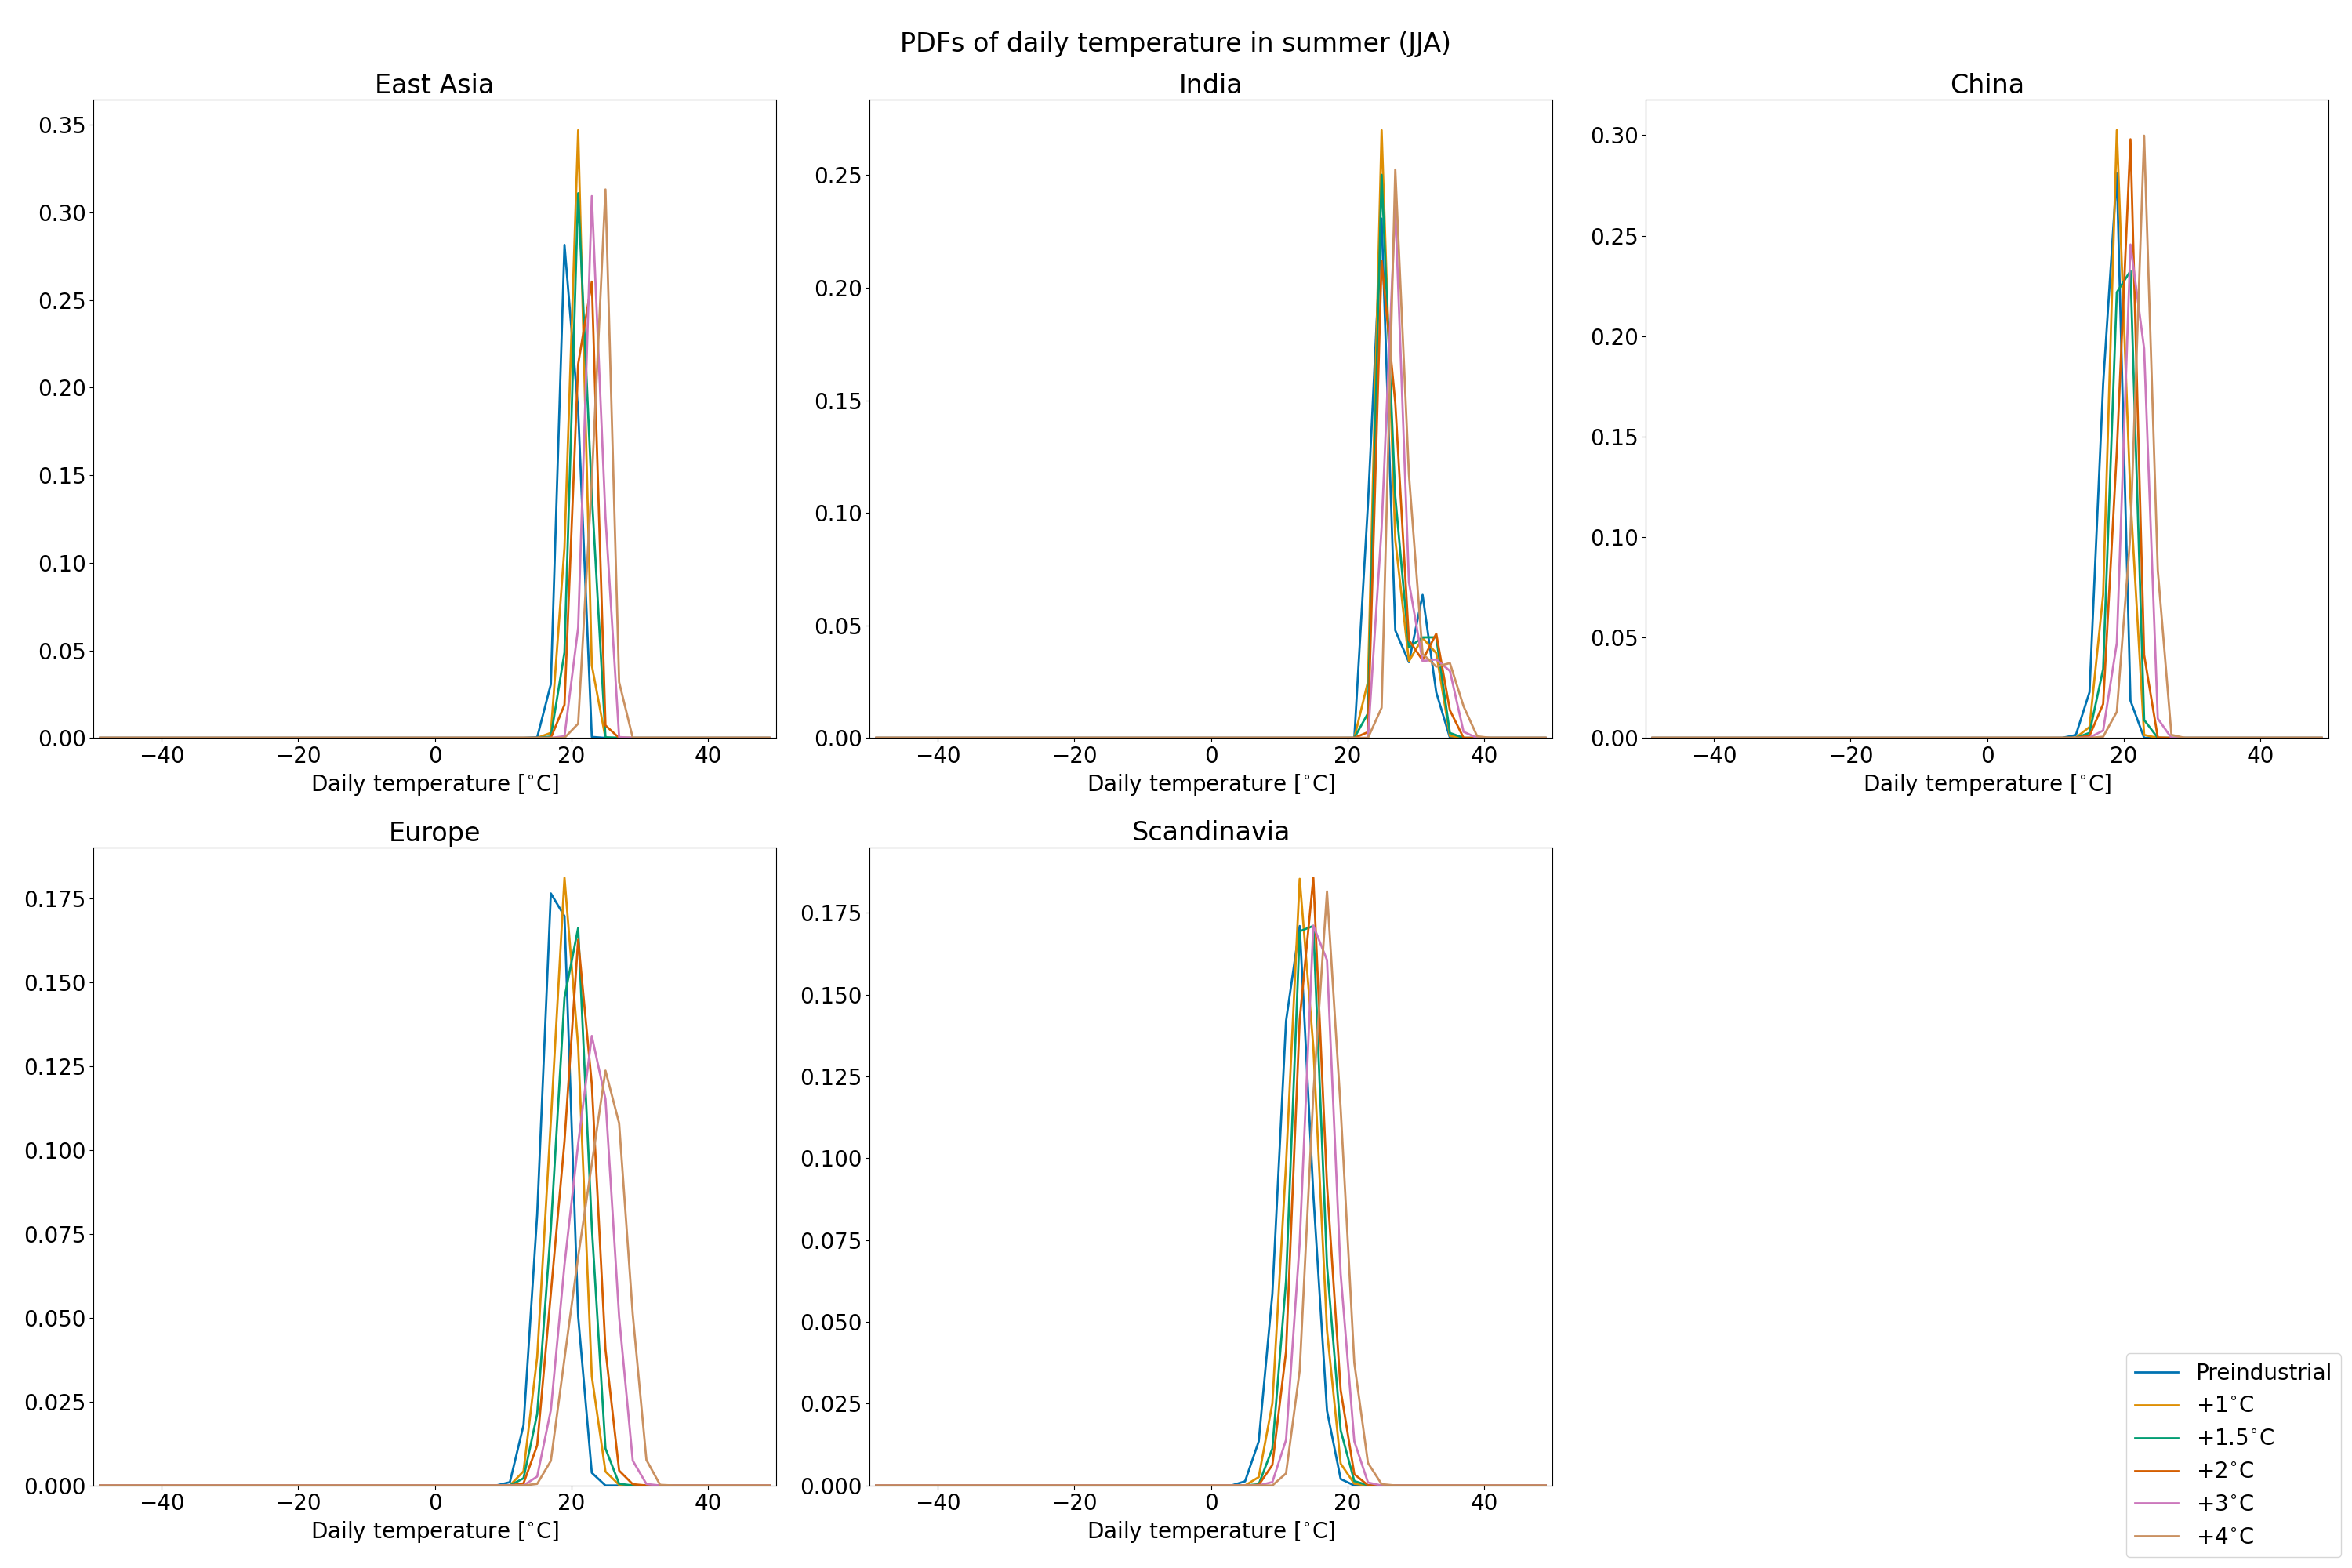 PDFs of daily temperature in summer (JJA)
East Asia
0.35
0.30
0.25
0.20
0.15
0.10
0.05
0.00
−40 −20 0 20 40
Daily temperature [°C]
India
0.25
0.20
0.15
0.10
0.05
0.00
−40 −20 0 20 40
Daily temperature [°C]
China
0.30
0.25
0.20
0.15
0.10
0.05
0.00
−40 −20 0 20 40
Daily temperature [°C]
Europe
0.175
0.150
0.125
0.100
0.075
0.050
0.025
0.000
−40 −20 0 20 40
Daily temperature [°C]
Scandinavia
0.175
0.150
0.125
0.100
0.075
0.050
0.025
0.000
−40 −20 0 20 40
Daily temperature [°C]
Preindustrial
+1°C
+1.5°C
+2°C
+3°C
+4°C